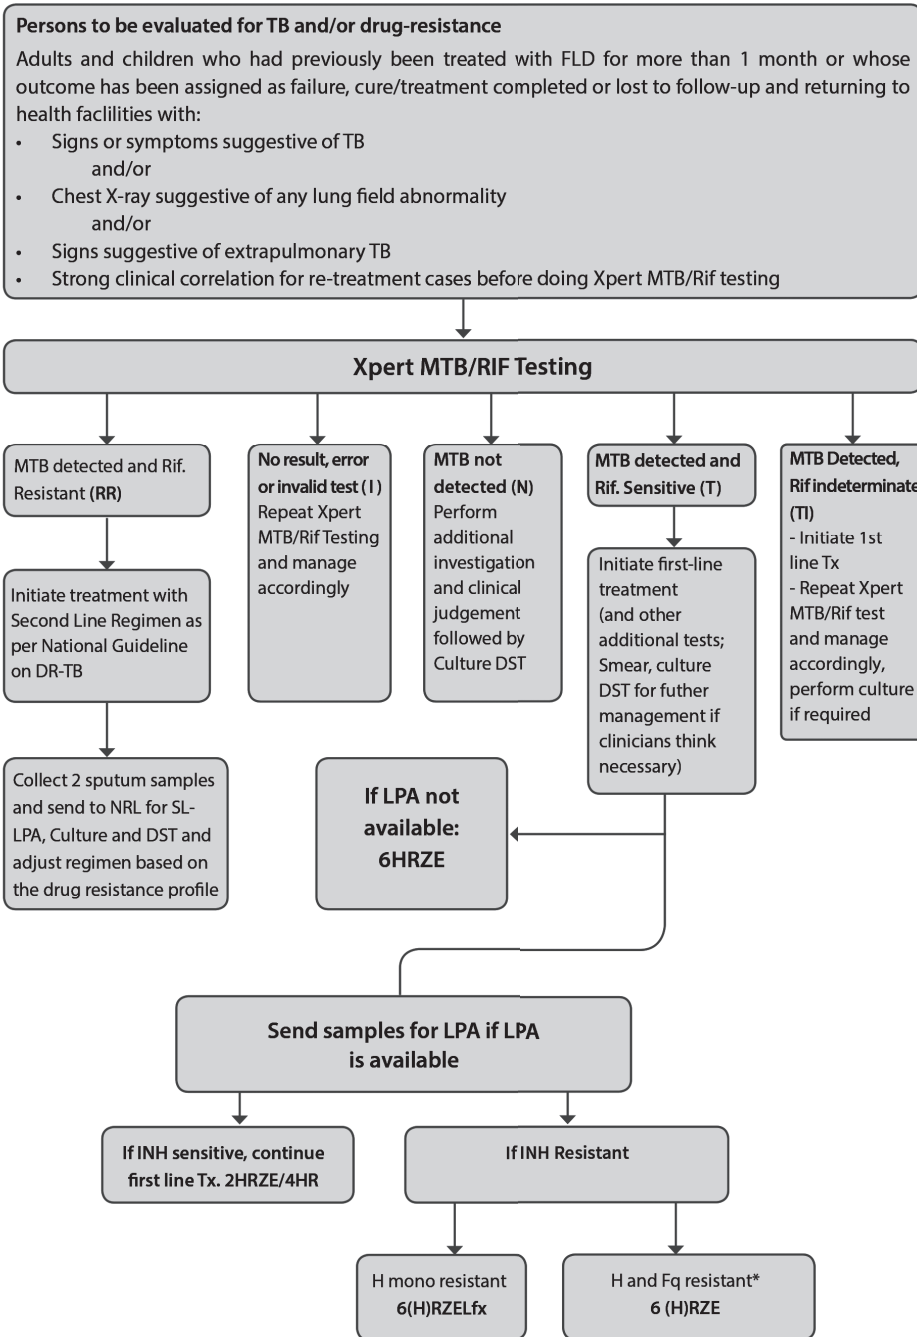 Persons to be evaluated for TB and/or drug-resistance
Adults and children who had previously been treated with FLD for more than 1 month or whose
outcome has been assigned as failure, cure/treatment completed or lost to follow-up and returning to
health faclilities with:
• Signs or symptoms suggestive of TB
and/or
• Chest X-ray suggestive of any lung field abnormality
and/or
• Signs suggestive of extrapulmonary TB
• Strong clinical correlation for re-treatment cases before doing Xpert MTB/Rif testing
Xpert MTB/RIF Testing
MTB detected and Rif.
Resistant (RR)
Initiate treatment with
Second Line Regimen as
per National Guideline
on DR-TB
Collect 2 sputum samples
and send to NRL for SL-
LPA, Culture and DST and
adjust regimen based on
the drug resistance profile
No result, error
or invalid test ( I )
Repeat Xpert
MTB/Rif Testing
and manage
accordingly
MTB not
detected (N)
Perform
additional
investigation
and clinical
judgement
followed by
Culture DST
MTB detected and
Rif. Sensitive (T)
Initiate first-line
treatment
(and other
additional tests;
Smear, culture
DST for futher
management if
clinicians think
necessary)
MTB Detected,
Rif indeterminate
(TI)
- Initiate 1st
line Tx
- Repeat Xpert
MTB/Rif test
and manage
accordingly,
perform culture
if required
If LPA not
available:
6HRZE
Send samples for LPA if LPA
is available
If INH sensitive, continue
first line Tx. 2HRZE/4HR
If INH Resistant
H mono resistant
6(H)RZELfx
H and Fq resistant*
6 (H)RZE